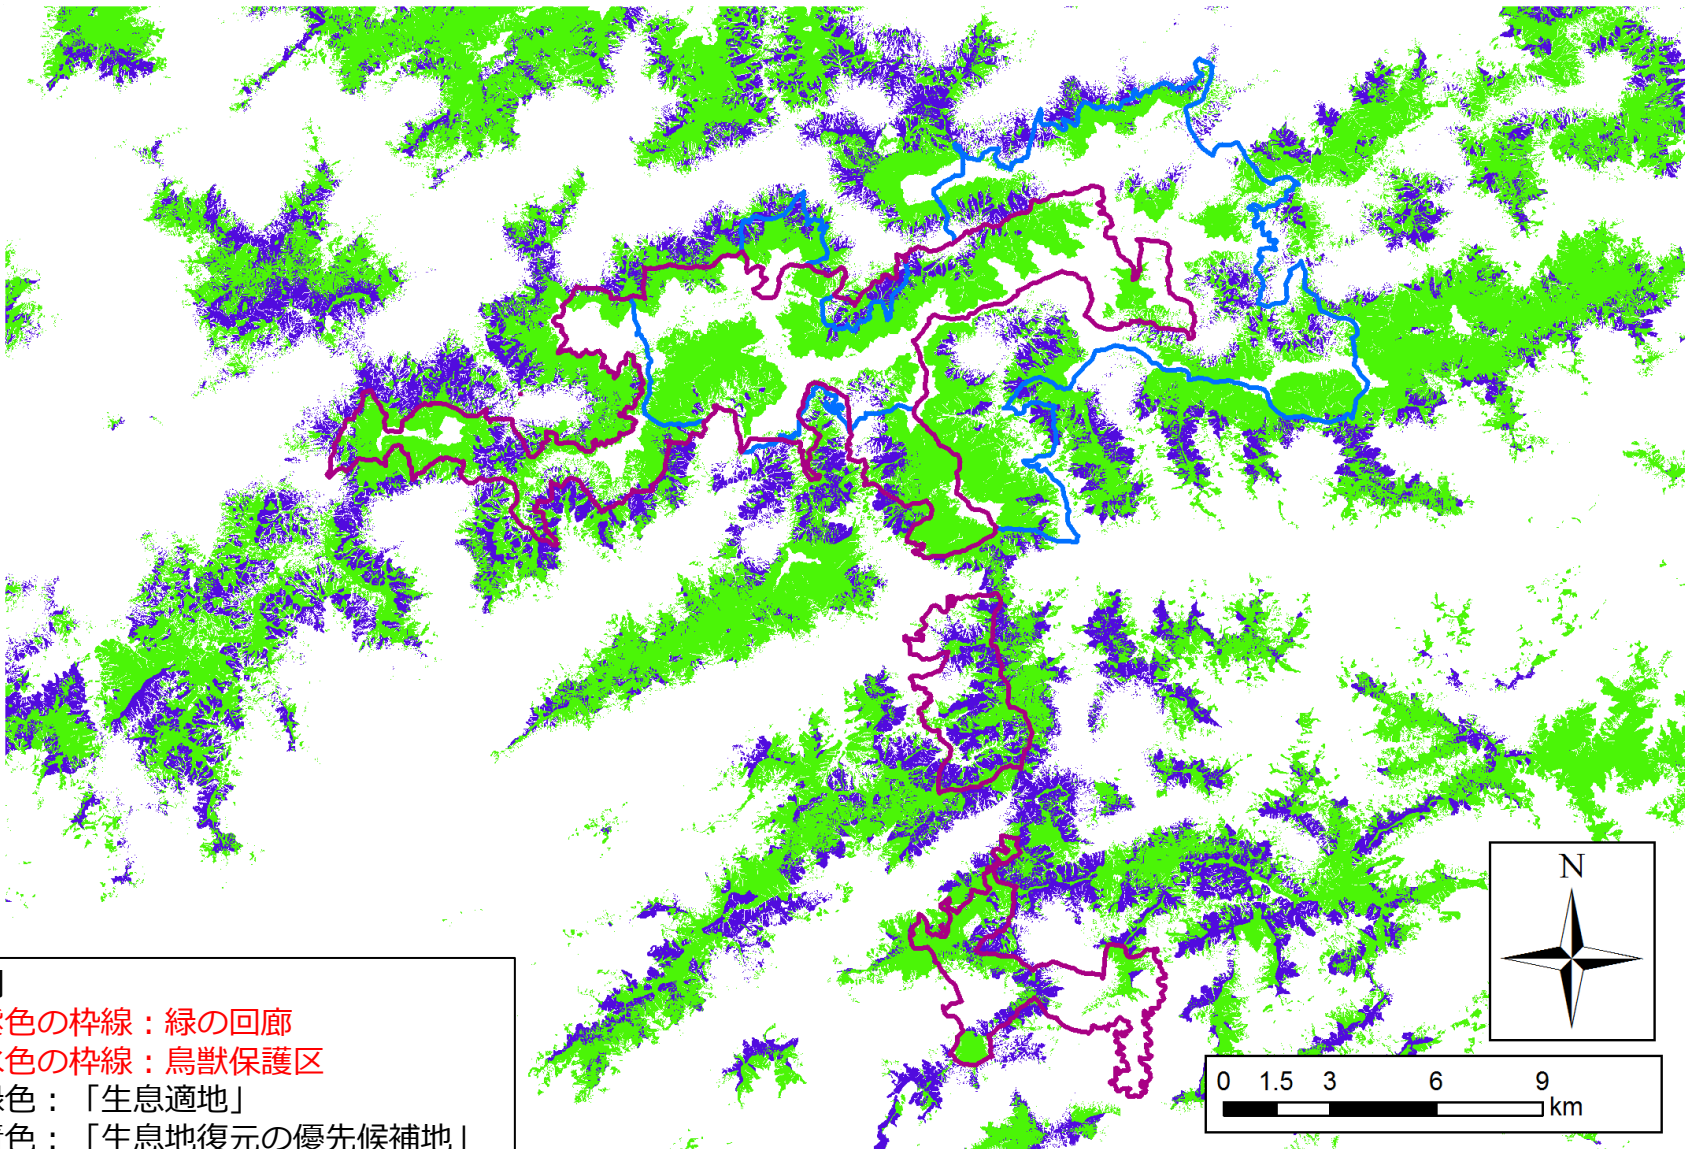 N
色の枠線：緑の回廊
色の枠線：鳥獣保護区
色：「生息適地」
色：「生息地復元の優先候補地」
0 1.5 3 6 9
km